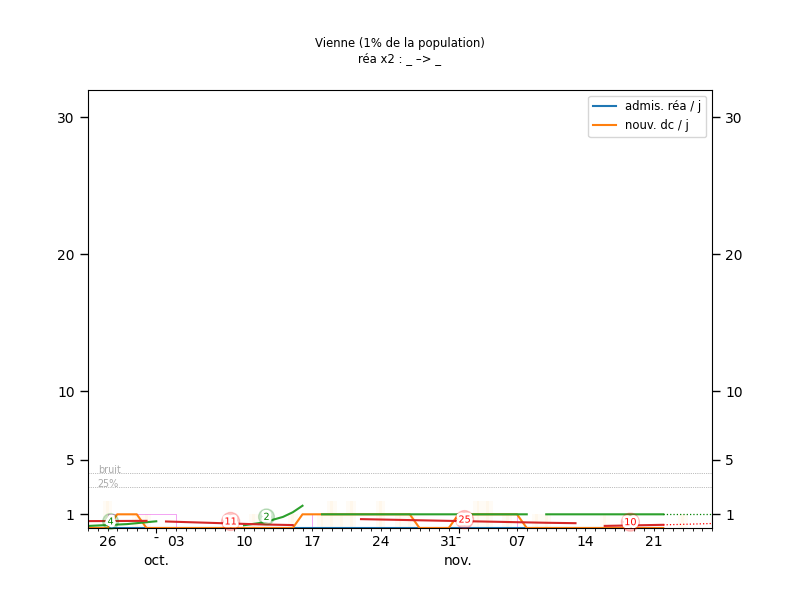 Vienne (1% de la population)
réa x2 : _ –> _
admis. réa / j
nouv. dc / j
30 30
20 20
10 10
5 5
bruit
25%
1 1
4 11 2 25 10
26 - 03 10 17 24 31 - 07 14 21
oct. nov.